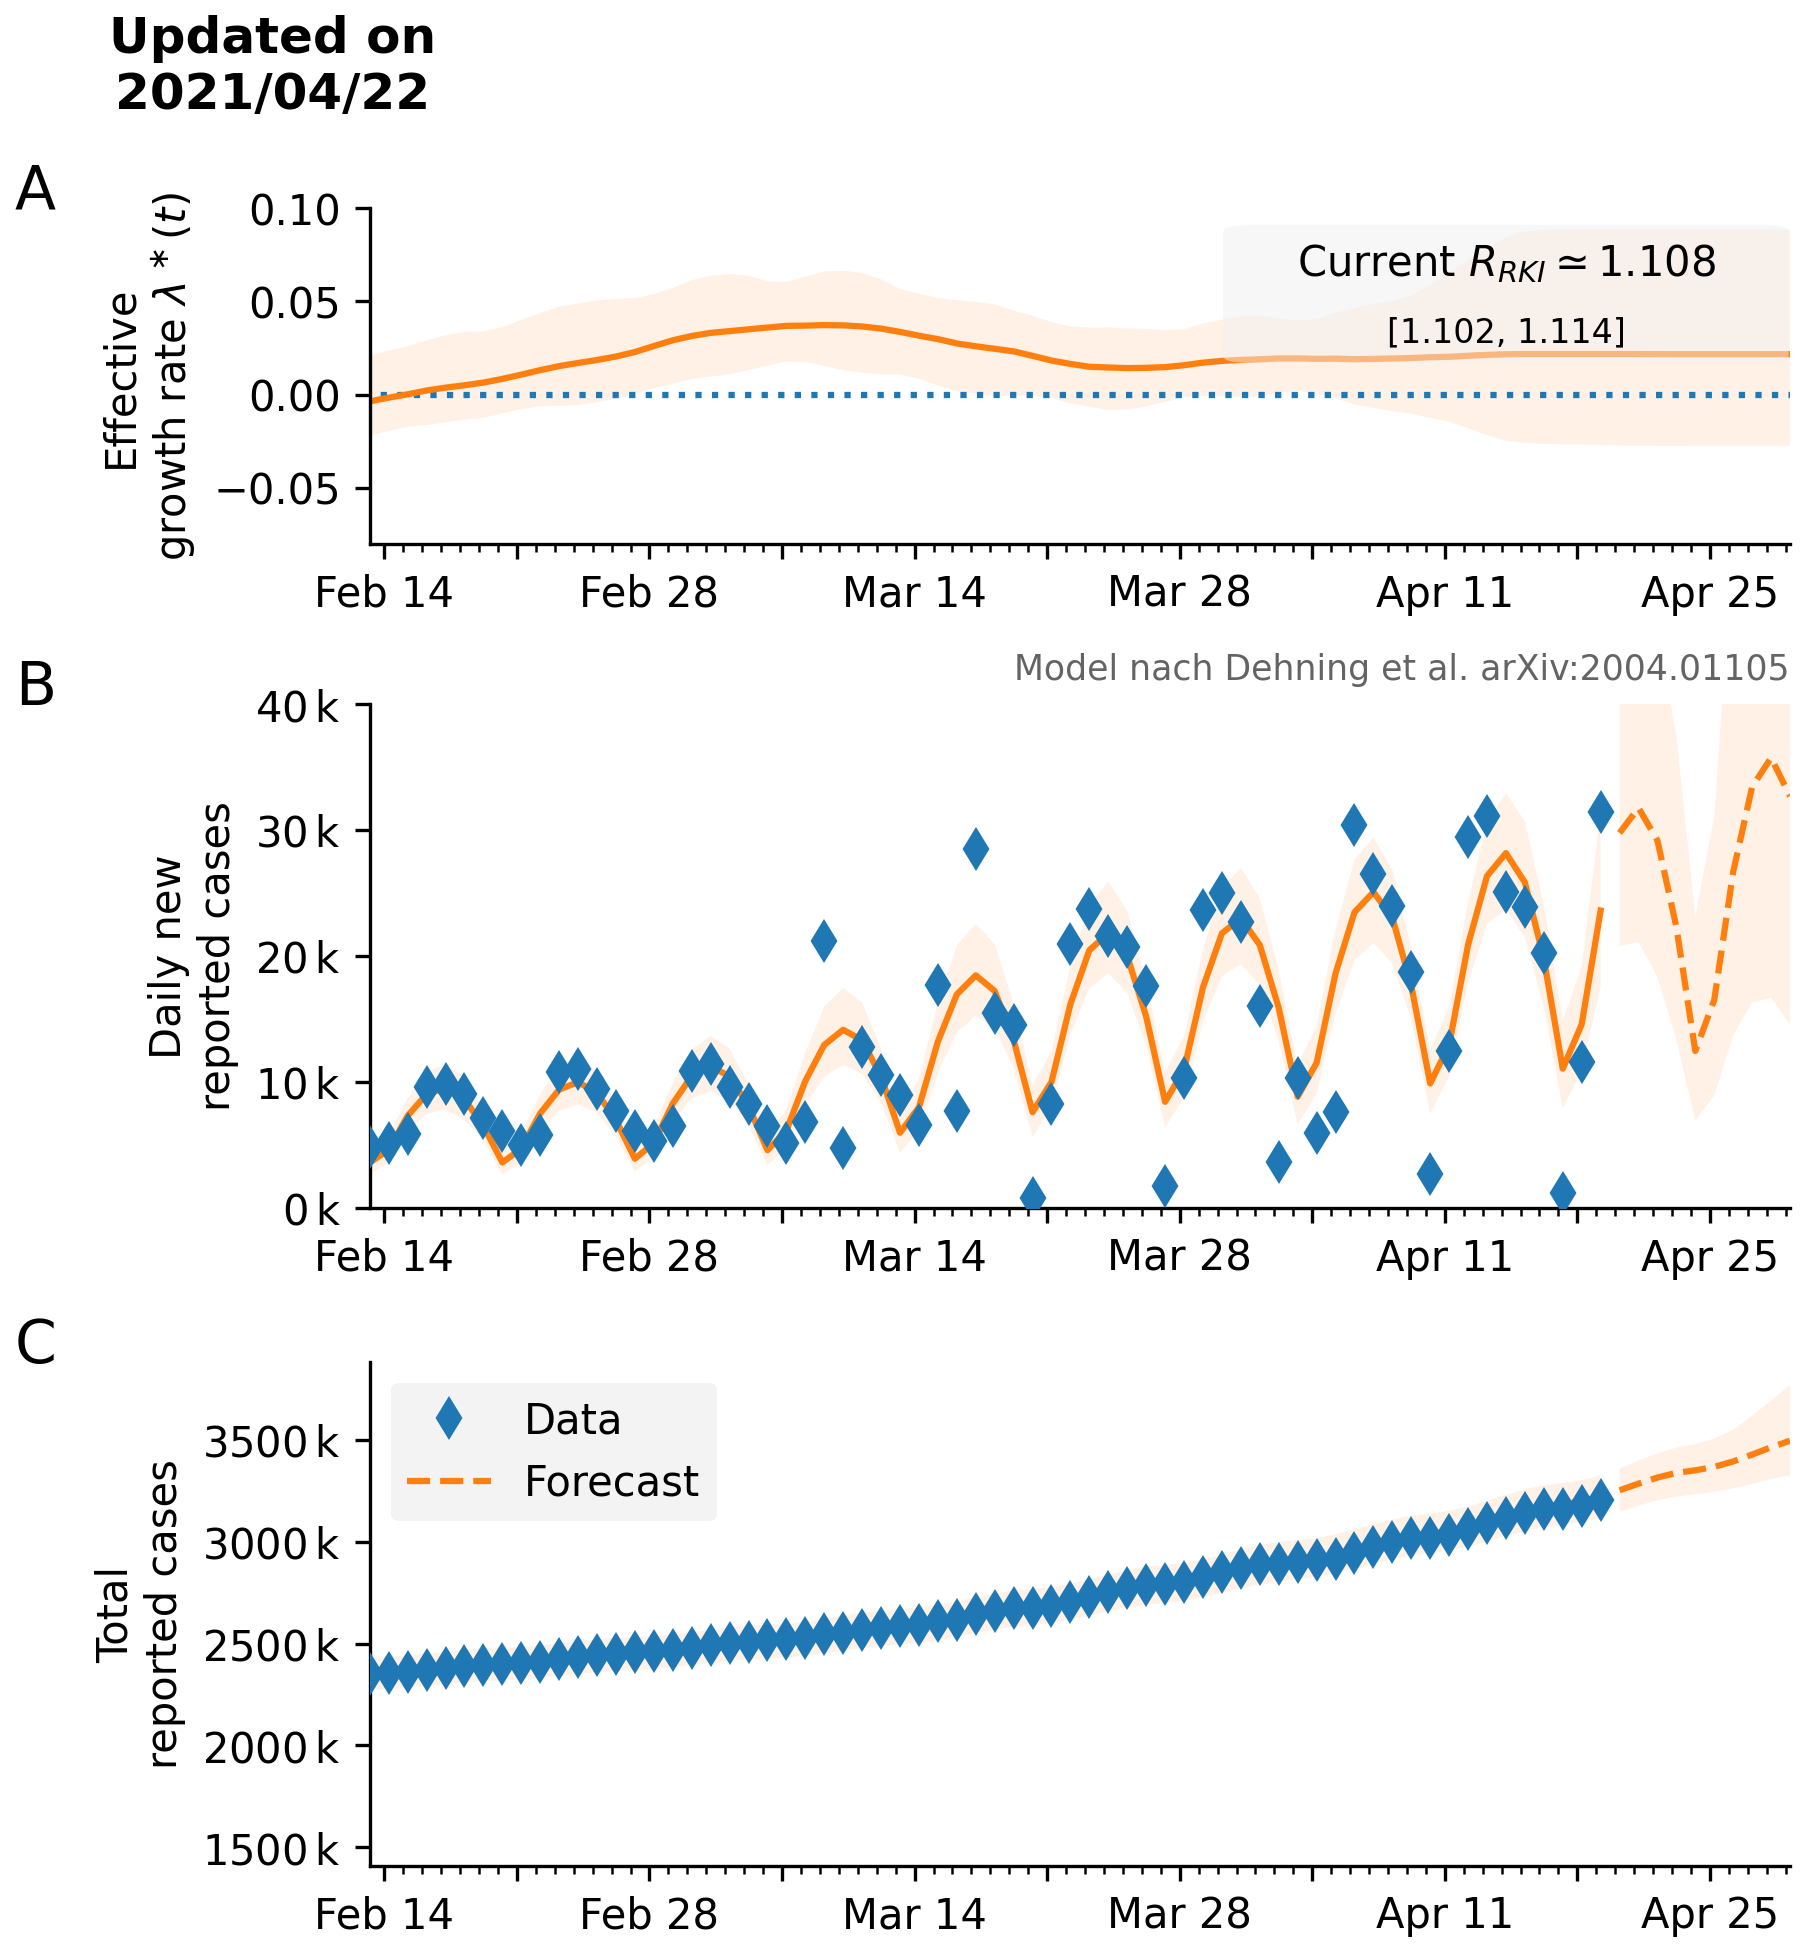 Updated on
2021/04/22
A
Effective
growth rate λ * (t)
0.10
0.05
0.00
−0.05
Current R_RKI ≃ 1.108
[1.102, 1.114]
Feb 14 Feb 28 Mar 14 Mar 28 Apr 11 Apr 25
B
Model nach Dehning et al. arXiv:2004.01105
Daily new
reported cases
40 k
30 k
20 k
10 k
0 k
Feb 14 Feb 28 Mar 14 Mar 28 Apr 11 Apr 25
C
Total
reported cases
3500 k
3000 k
2500 k
2000 k
1500 k
Data
Forecast
Feb 14 Feb 28 Mar 14 Mar 28 Apr 11 Apr 25